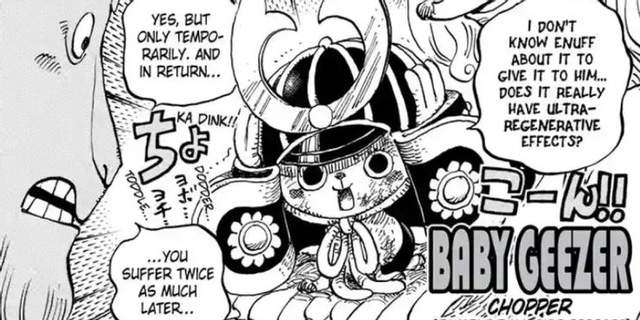 I DON'T
KNOW ENUFF
ABOUT IT TO
GIVE IT TO HIM...
DOES IT REALLY
HAVE ULTRA-
REGENERATIVE
EFFECTS?
YES, BUT
ONLY TEMPO-
RARILY. AND
IN RETURN...
KA DINK!!
ちょ
DODDER...
ヨボ...
ヨチ...
TODDLE...
こーん!!
...YOU
SUFFER TWICE
AS MUCH
LATER...
BABY GEEZER
CHOPPER